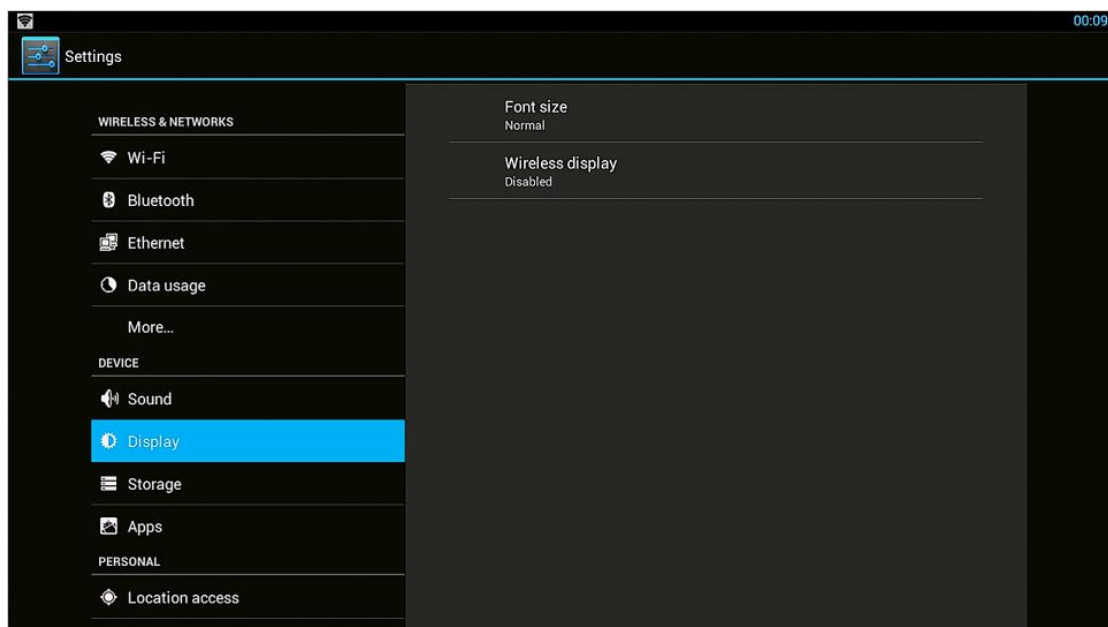 00:09
Settings
WIRELESS & NETWORKS
Wi-Fi
Bluetooth
Ethernet
Data usage
More...
DEVICE
Sound
Display
Storage
Apps
PERSONAL
Location access
Font size
Normal
Wireless display
Disabled